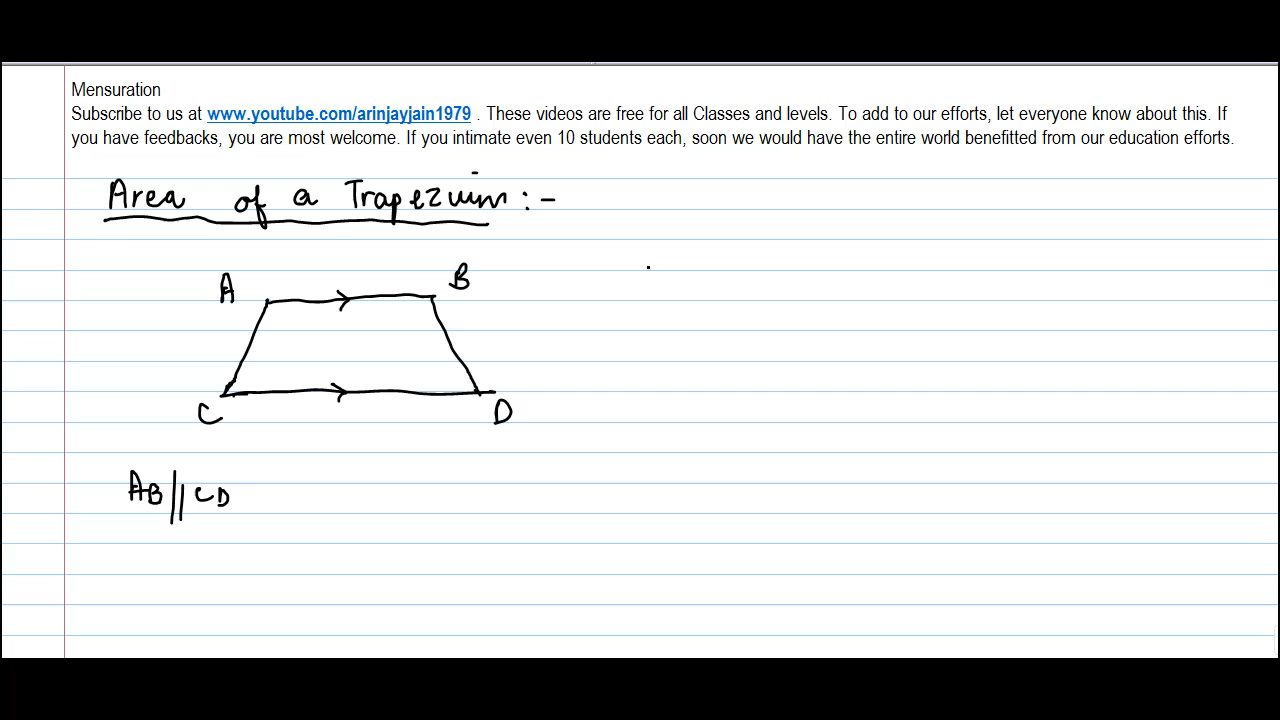 Mensuration
Subscribe to us at www.youtube.com/arinjayjain1979 . These videos are free for all Classes and levels. To add to our efforts, let everyone know about this. If
you have feedbacks, you are most welcome. If you intimate even 10 students each, soon we would have the entire world benefitted from our education efforts.
Area of a Trapezuim :-
A B
C D
AB || CD